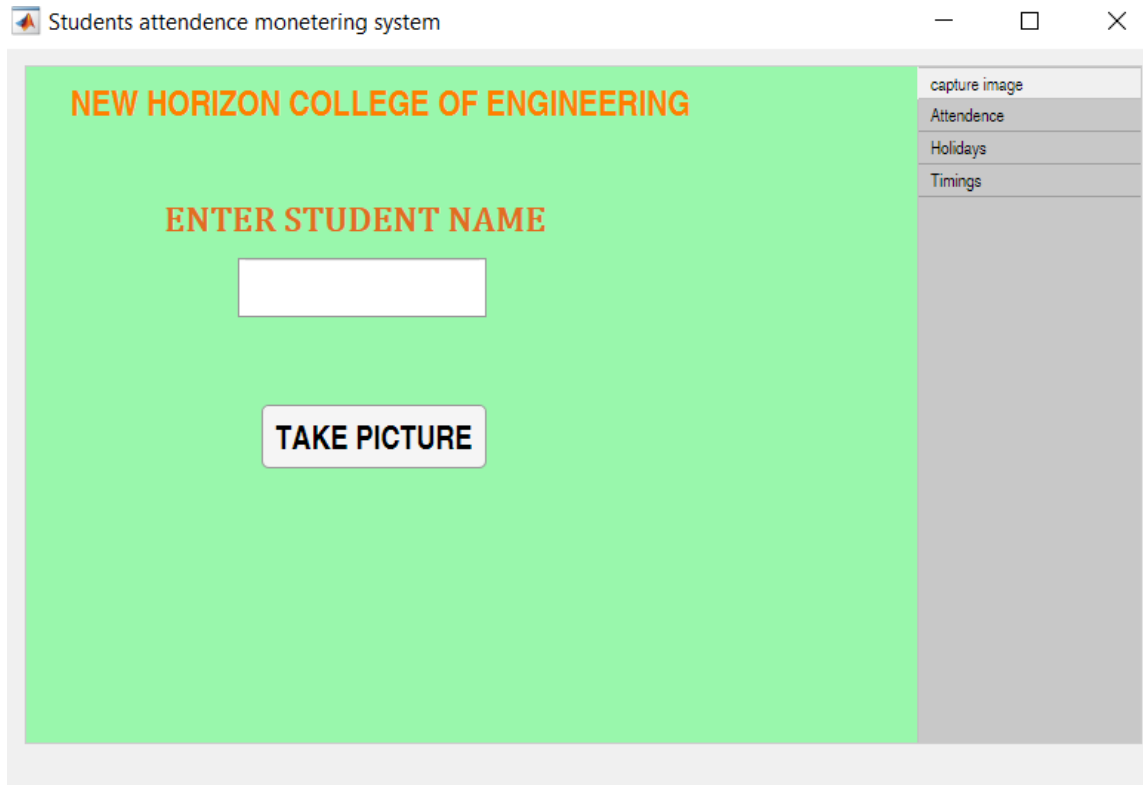 Students attendence monetering system
NEW HORIZON COLLEGE OF ENGINEERING
ENTER STUDENT NAME
TAKE PICTURE
capture image
Attendence
Holidays
Timings